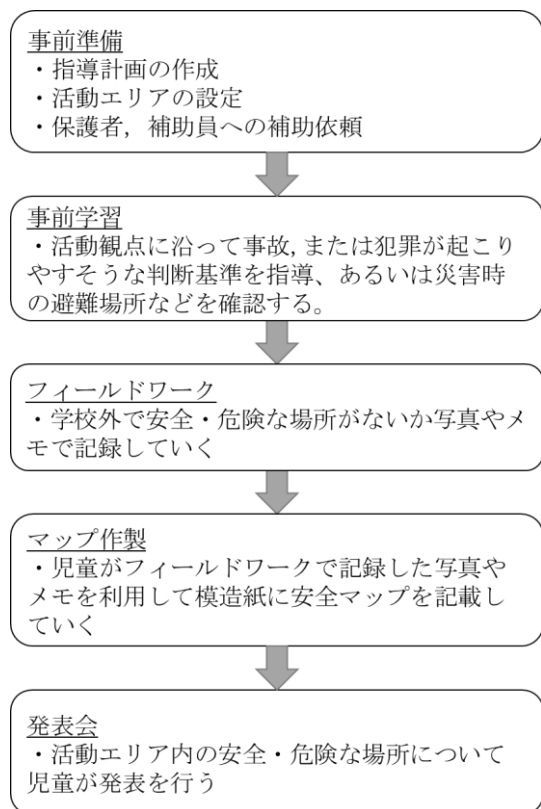 事前準備
・指導計画の作成
・活動エリアの設定
・保護者，補助員への補助依頼
事前学習
・活動観点に沿って事故,または犯罪が起こり
やすそうな判断基準を指導、あるいは災害時
の避難場所などを確認する。
フィールドワーク
・学校外で安全・危険な場所がないか写真やメ
モで記録していく
マップ作製
・児童がフィールドワークで記録した写真や
メモを利用して模造紙に安全マップを記載し
ていく
発表会
・活動エリア内の安全・危険な場所について
児童が発表を行う